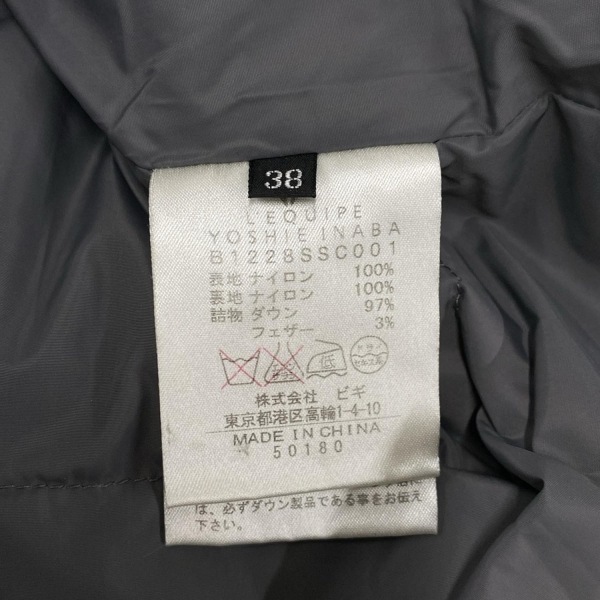 38
L'EQUIPE
YOSHIE INABA
B1228SSC001
表地 ナイロン 100%
裏地 ナイロン 100%
詰物 ダウン 97%
フェザー 3%
低
株式会社 ビギ
東京都港区高輪1-4-10
MADE IN CHINA
50180
は、必ずダウン製品である事をお伝え
下さい。